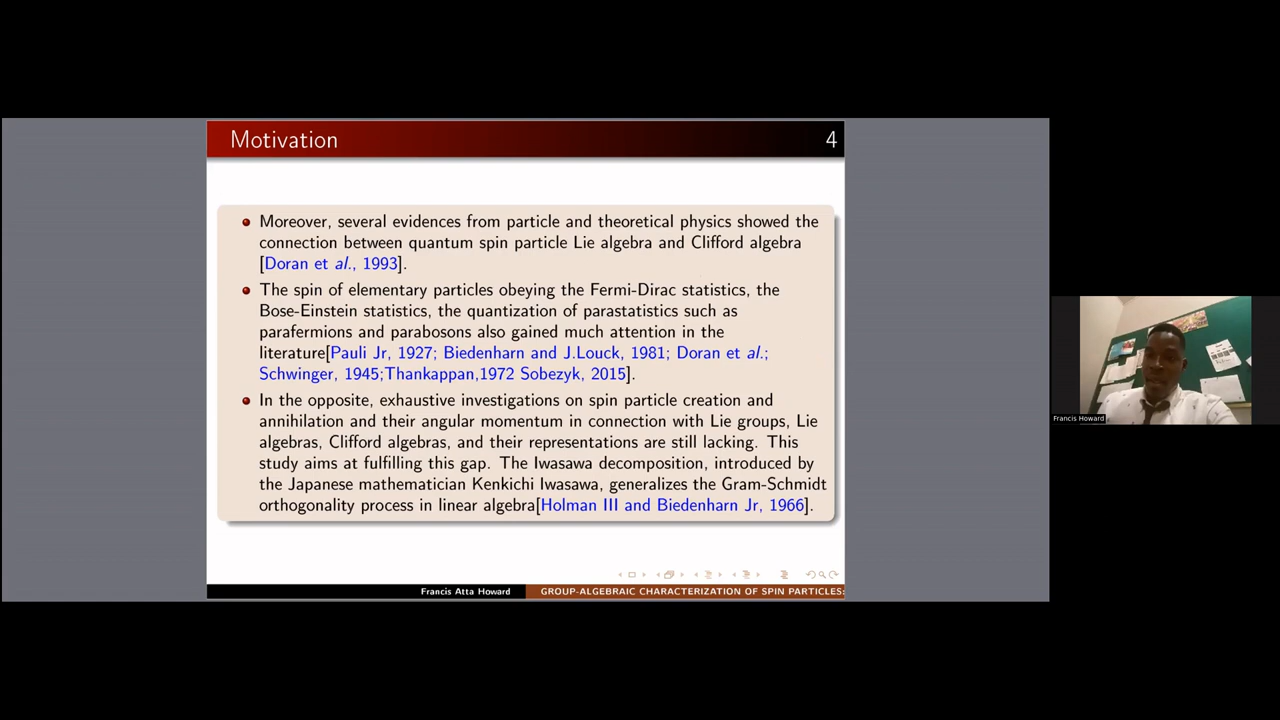 Motivation
4
Moreover, several evidences from particle and theoretical physics showed the
connection between quantum spin particle Lie algebra and Clifford algebra
[Doran et al., 1993].
The spin of elementary particles obeying the Fermi-Dirac statistics, the
Bose-Einstein statistics, the quantization of parastatistics such as
parafermions and parabosons also gained much attention in the
literature[Pauli Jr, 1927; Biedenharn and J.Louck, 1981; Doran et al.;
Schwinger, 1945;Thankappan,1972 Sobezyk, 2015].
In the opposite, exhaustive investigations on spin particle creation and
annihilation and their angular momentum in connection with Lie groups, Lie
algebras, Clifford algebras, and their representations are still lacking. This
study aims at fulfilling this gap. The Iwasawa decomposition, introduced by
the Japanese mathematician Kenkichi Iwasawa, generalizes the Gram-Schmidt
orthogonality process in linear algebra[Holman III and Biedenharn Jr, 1966].
Francis Atta Howard
GROUP-ALGEBRAIC CHARACTERIZATION OF SPIN PARTICLES:
Francis Howard